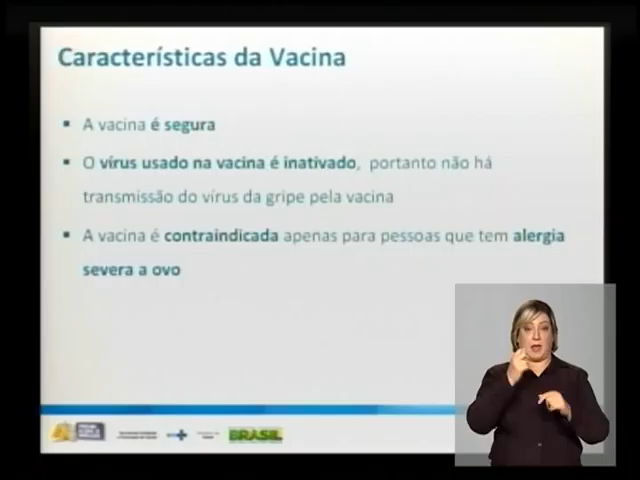 Características da Vacina
▪ A vacina é segura
▪ O vírus usado na vacina é inativado, portanto não há
transmissão do vírus da gripe pela vacina
▪ A vacina é contraindicada apenas para pessoas que tem alergia
severa a ovo
BRASIL